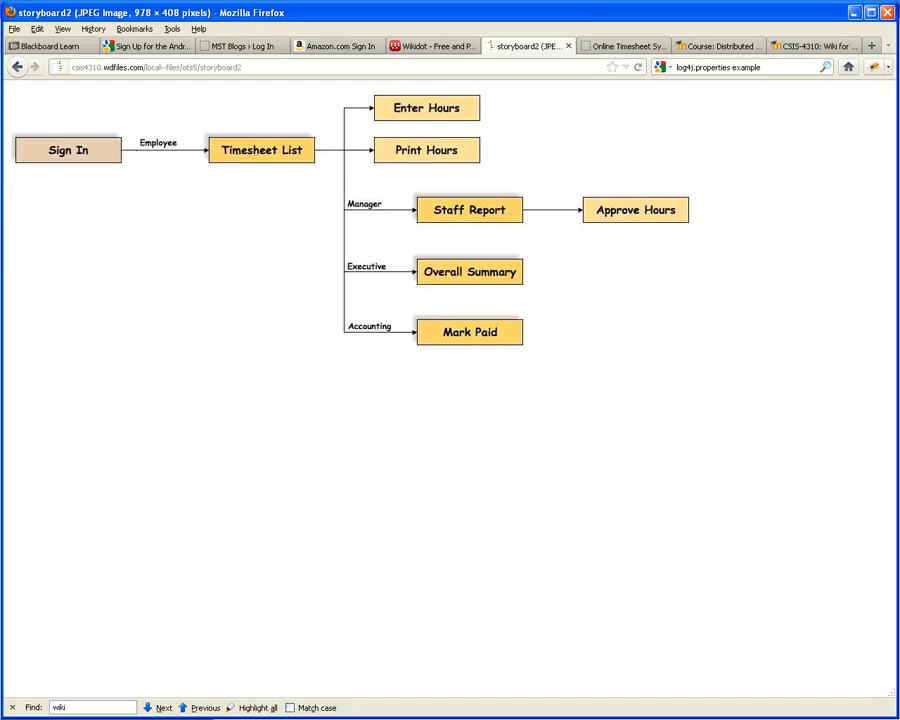 storyboard2 (JPEG Image, 978 × 408 pixels) - Mozilla Firefox
File Edit View History Bookmarks Tools Help
Blackboard Learn
Sign Up for the Andr...
MST Blogs › Log In
Amazon.com Sign In
Wikidot - Free and P...
storyboard2 (JPE...
Online Timesheet Sy...
Course: Distributed ...
CSIS-4310: Wiki for ...
csis4310.wdfiles.com/local--files/ots5/storyboard2
log4j.properties example
Enter Hours
Sign In
Employee
Timesheet List
Print Hours
Manager
Staff Report
Approve Hours
Executive
Overall Summary
Accounting
Mark Paid
Find: wiki Next Previous Highlight all Match case